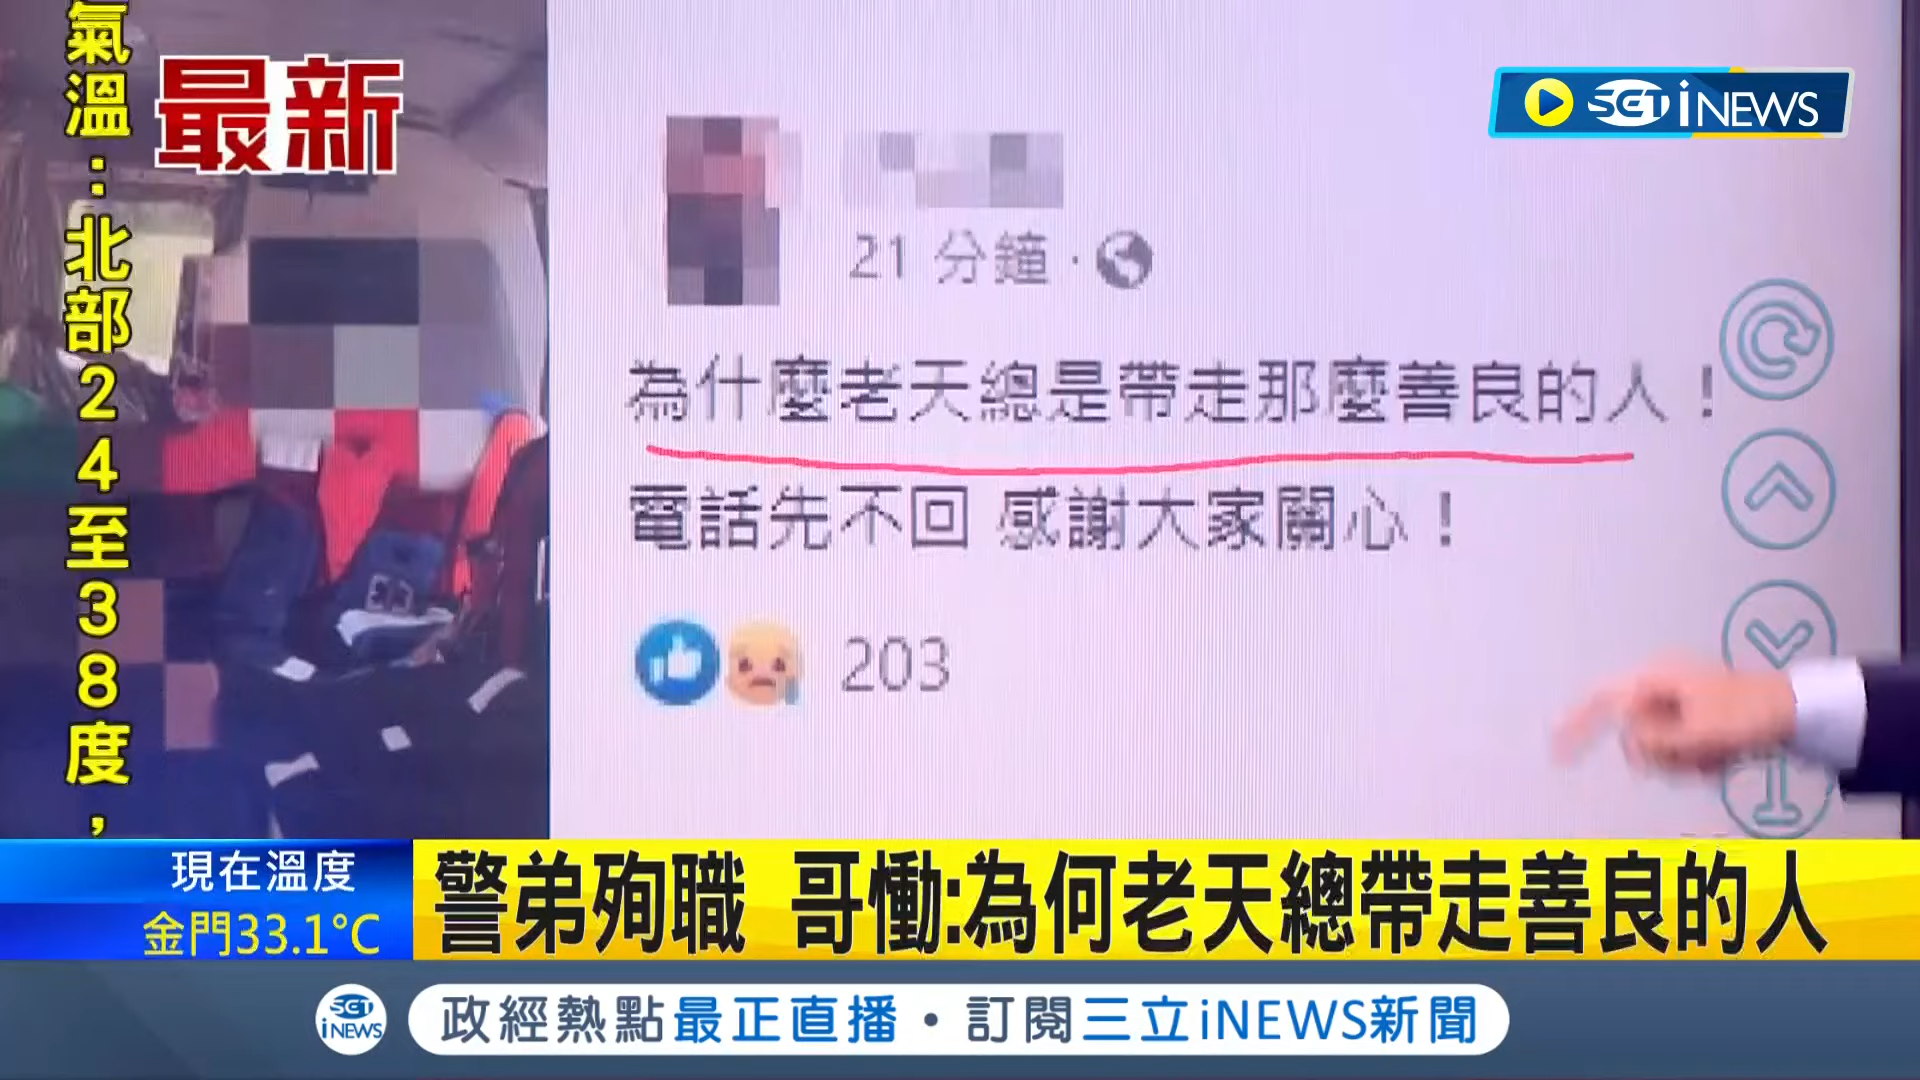 氣溫：北部24至38度，
最新
SET iNEWS
21 分鐘
為什麼老天總是帶走那麼善良的人！
電話先不回 感謝大家關心！
203
現在溫度
金門33.1°C
警弟殉職 哥慟:為何老天總帶走善良的人
SET iNEWS
政經熱點最正直播・訂閱三立iNEWS新聞